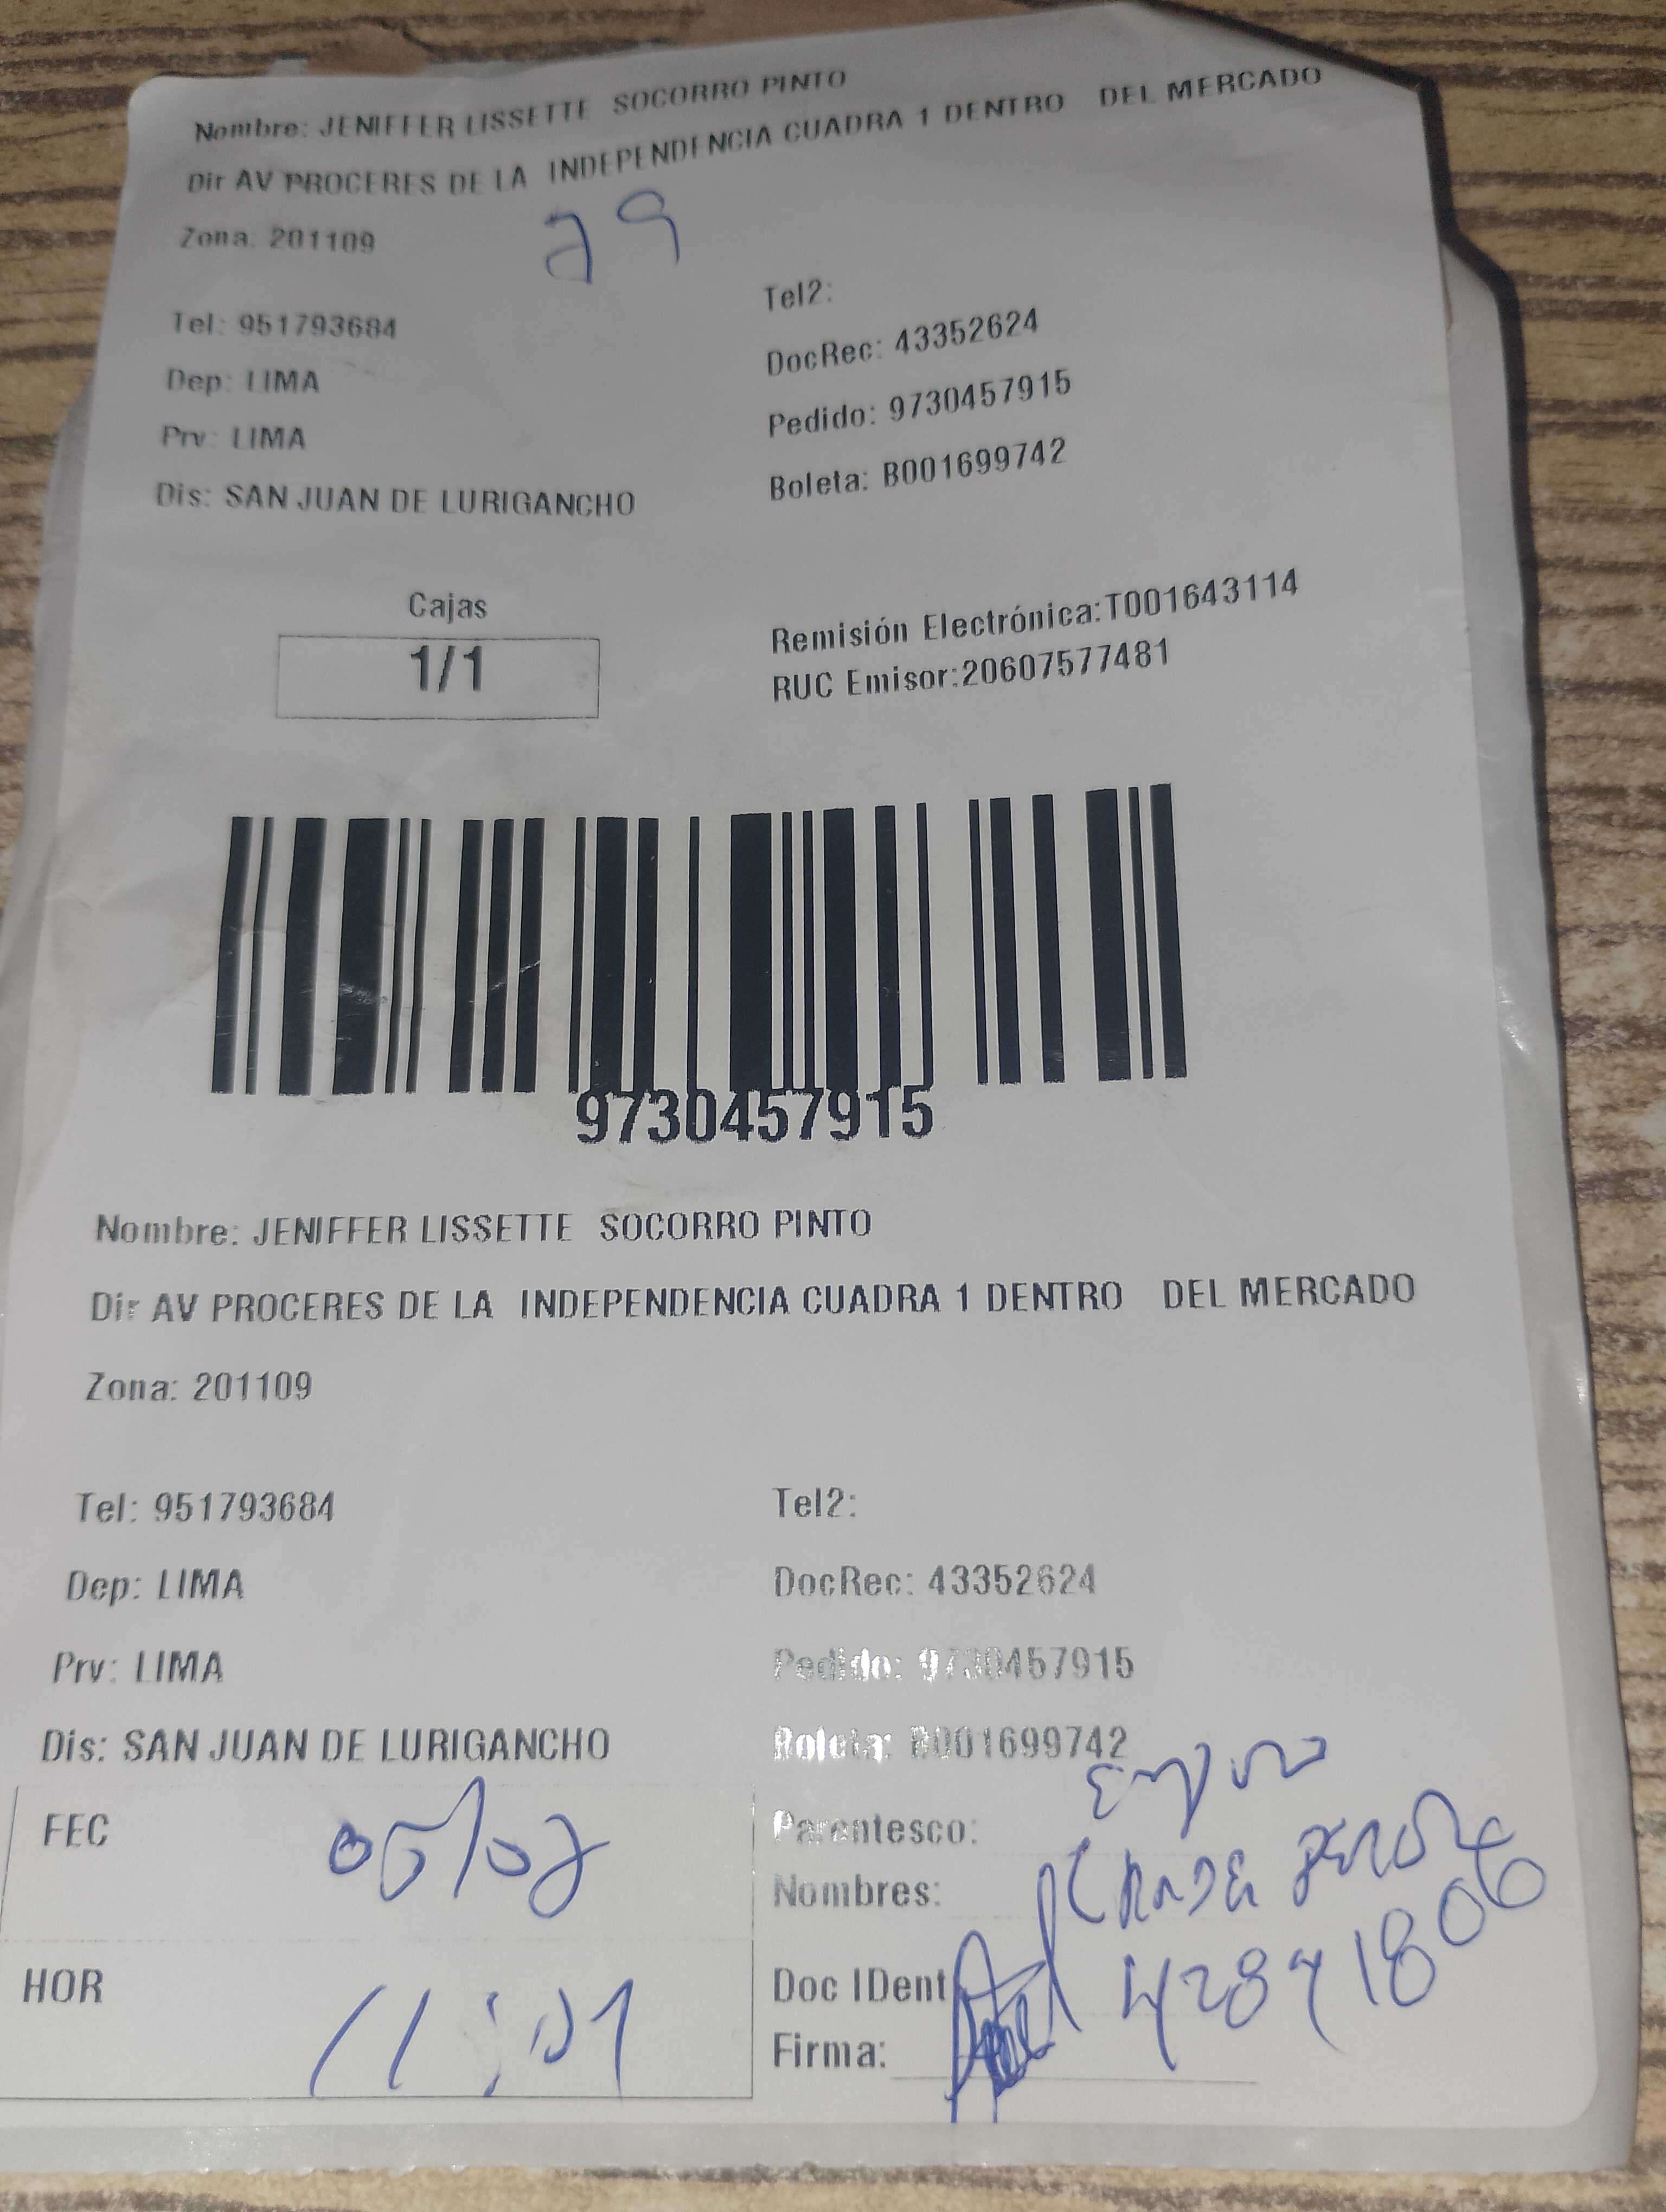 Nombre: JENIFFER LISSETTE SOCORRO PINTO
Dir AV PROCERES DE LA INDEPENDENCIA CUADRA 1 DENTRO DEL MERCADO
Zona: 201109
Tel: 951793684
Tel2:
Dep: LIMA
DocRec: 43352624
Prv: LIMA
Pedido: 9730457915
Dis: SAN JUAN DE LURIGANCHO
Boleta: B001699742
Cajas
1/1
Remisión Electrónica:T001643114
RUC Emisor:20607577481
9730457915
Nombre: JENIFFER LISSETTE SOCORRO PINTO
Dir AV PROCERES DE LA INDEPENDENCIA CUADRA 1 DENTRO DEL MERCADO
Zona: 201109
Tel: 951793684
Tel2:
Dep: LIMA
DocRec: 43352624
Prv: LIMA
Pedido: 9730457915
Dis: SAN JUAN DE LURIGANCHO
Boleta: B001699742
FEC
Parentesco:
Nombres:
HOR
Doc IDent
Firma: